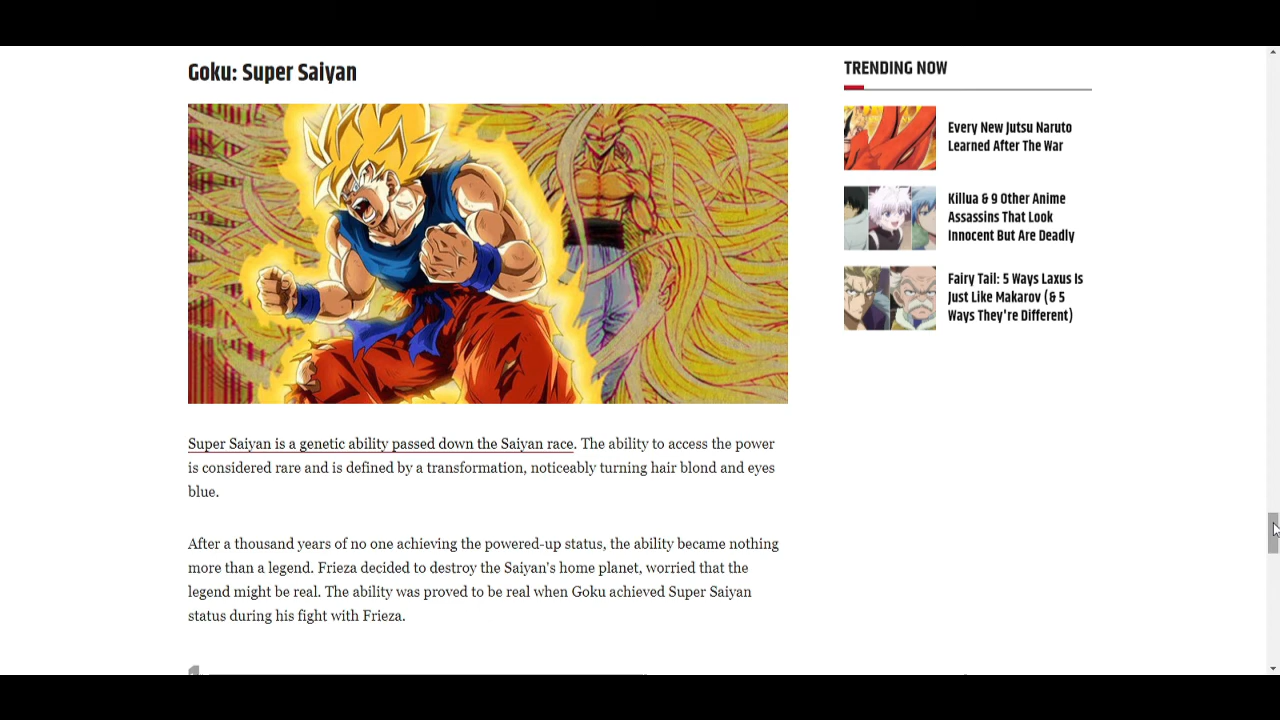 Goku: Super Saiyan
Super Saiyan is a genetic ability passed down the Saiyan race. The ability to access the power
is considered rare and is defined by a transformation, noticeably turning hair blond and eyes
blue.
After a thousand years of no one achieving the powered-up status, the ability became nothing
more than a legend. Frieza decided to destroy the Saiyan's home planet, worried that the
legend might be real. The ability was proved to be real when Goku achieved Super Saiyan
status during his fight with Frieza.
TRENDING NOW
Every New Jutsu Naruto
Learned After The War
Killua & 9 Other Anime
Assassins That Look
Innocent But Are Deadly
Fairy Tail: 5 Ways Laxus Is
Just Like Makarov (& 5
Ways They're Different)